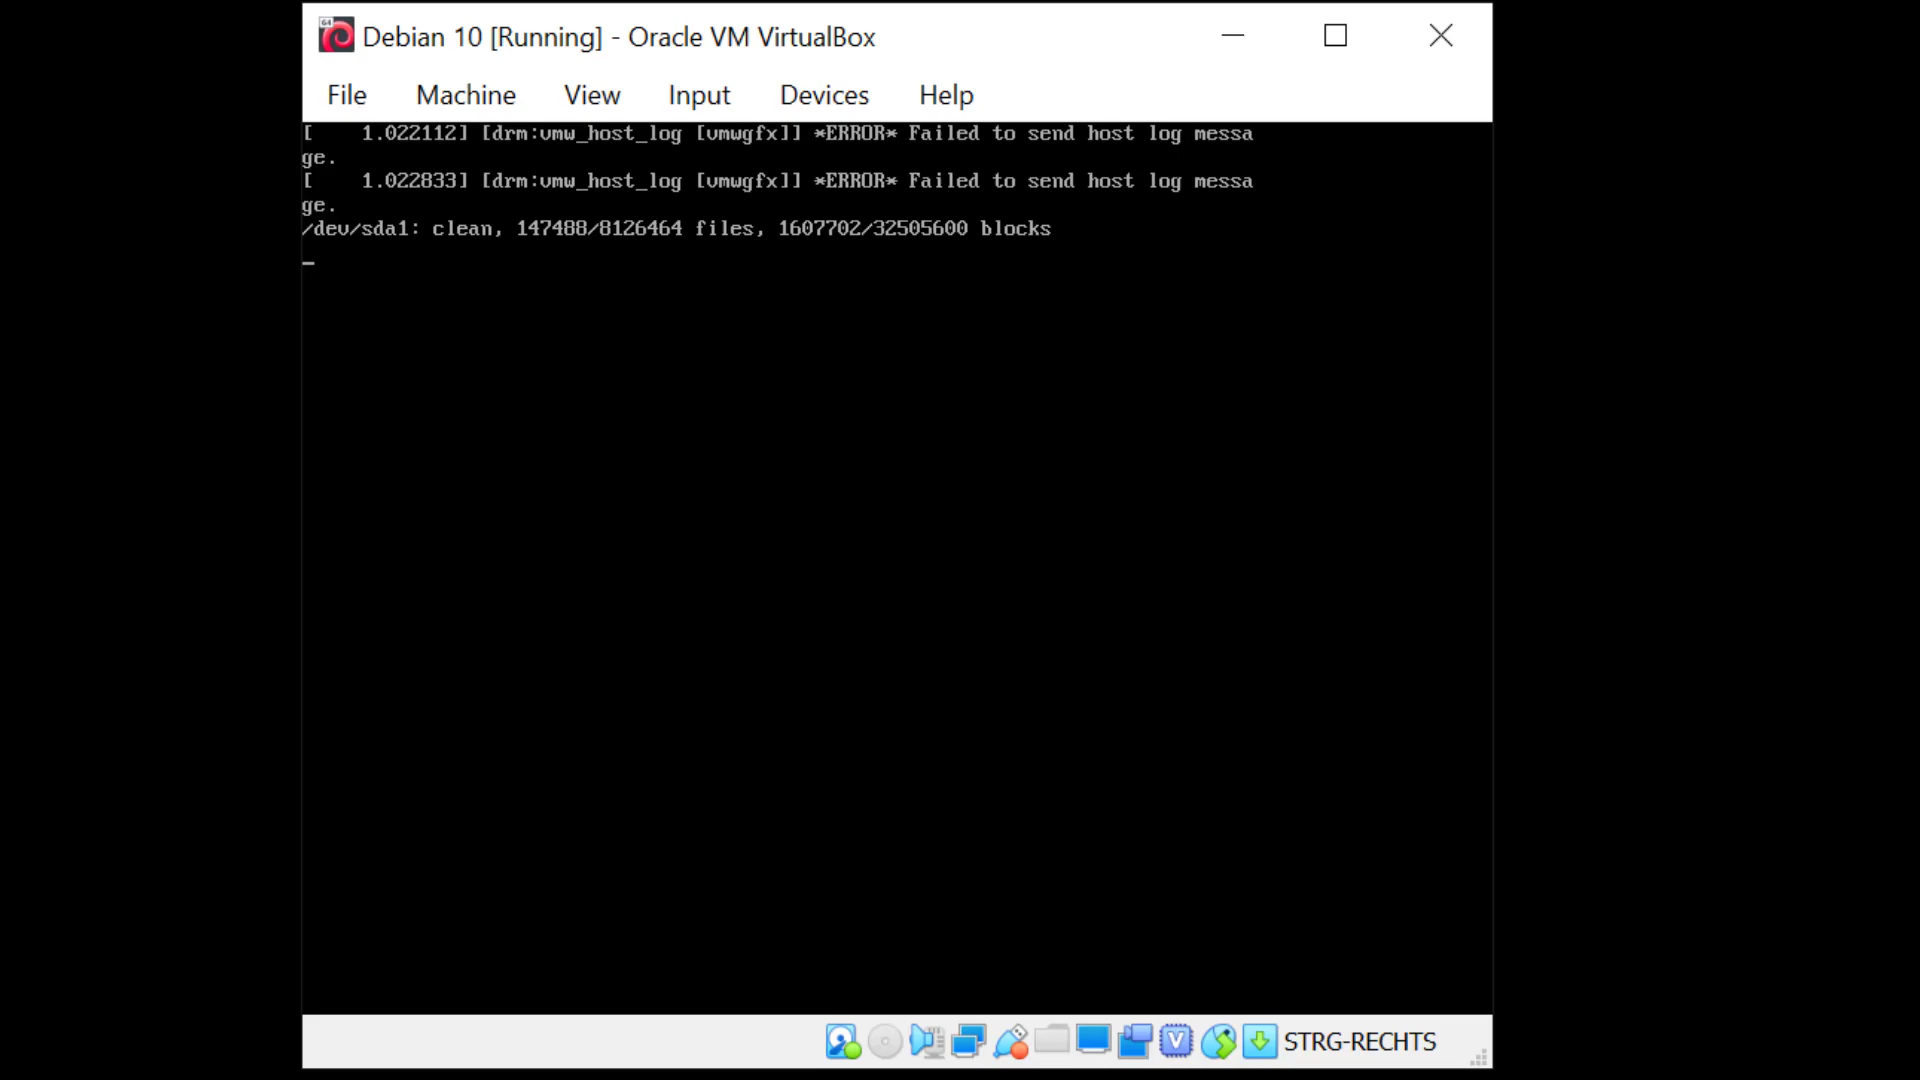 64
Debian 10 [Running] - Oracle VM VirtualBox
File Machine View Input Devices Help
[    1.022112] [drm:vmw_host_log [vmwgfx]] *ERROR* Failed to send host log messa
ge.
[    1.022833] [drm:vmw_host_log [vmwgfx]] *ERROR* Failed to send host log messa
ge.
/dev/sda1: clean, 147488/8126464 files, 1607702/32505600 blocks
_
V STRG-RECHTS